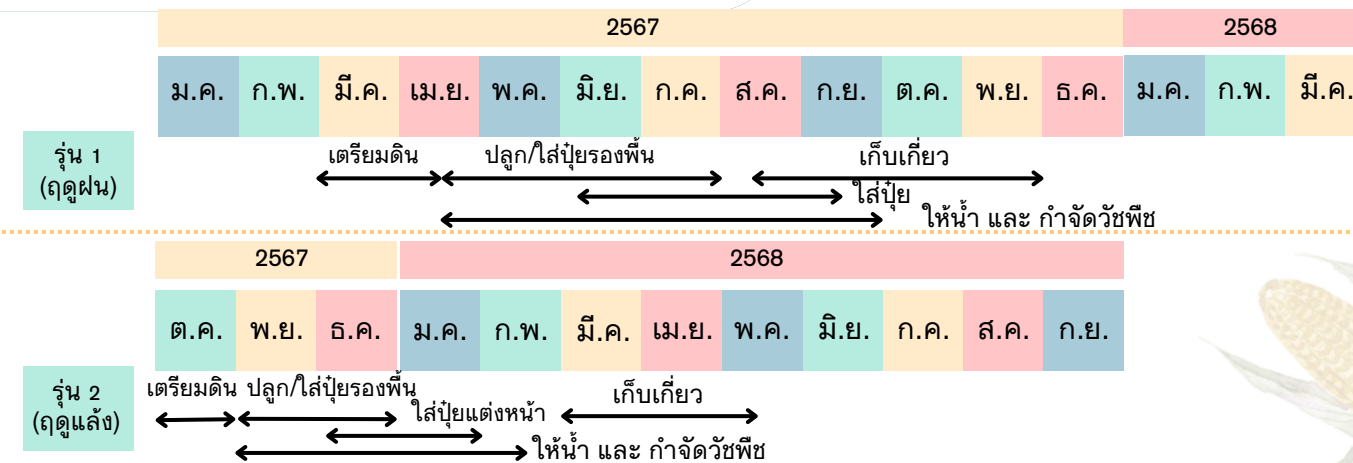 2567 2568
ม.ค. ก.พ. มี.ค. เม.ย. พ.ค. มิ.ย. ก.ค. ส.ค. ก.ย. ต.ค. พ.ย. ธ.ค. ม.ค. ก.พ. มี.ค.
รุ่น 1
(ฤดูฝน)
เตรียมดิน ปลูก/ใส่ปุ๋ยรองพื้น เก็บเกี่ยว
ใส่ปุ๋ย
ให้น้ำ และ กำจัดวัชพืช
2567 2568
ต.ค. พ.ย. ธ.ค. ม.ค. ก.พ. มี.ค. เม.ย. พ.ค. มิ.ย. ก.ค. ส.ค. ก.ย.
รุ่น 2
(ฤดูแล้ง)
เตรียมดิน ปลูก/ใส่ปุ๋ยรองพื้น เก็บเกี่ยว
ใส่ปุ๋ยแต่งหน้า
ให้น้ำ และ กำจัดวัชพืช